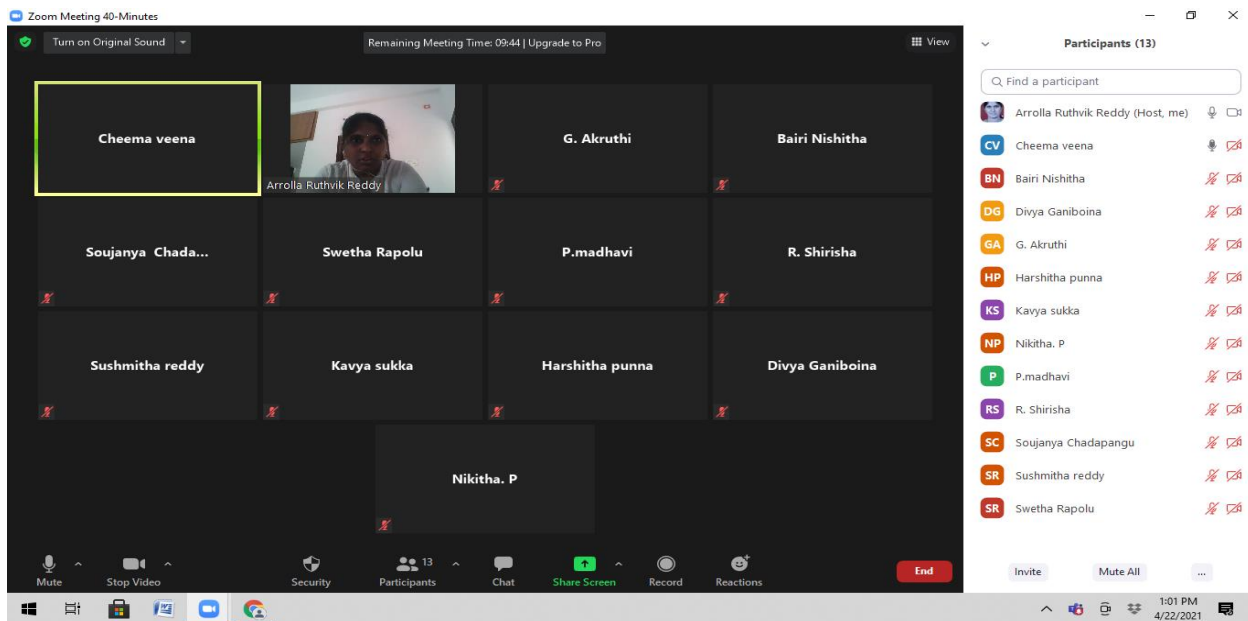 Zoom Meeting 40-Minutes
Turn on Original Sound
Remaining Meeting Time: 09:44 | Upgrade to Pro
View
Cheema veena
Arrolla Ruthvik Reddy
G. Akruthi
Bairi Nishitha
Soujanya Chada...
Swetha Rapolu
P.madhavi
R. Shirisha
Sushmitha reddy
Kavya sukka
Harshitha punna
Divya Ganiboina
Nikitha. P
Mute
Stop Video
Security
13
Participants
Chat
Share Screen
Record
Reactions
End
Participants (13)
Find a participant
Arrolla Ruthvik Reddy (Host, me)
CV Cheema veena
BN Bairi Nishitha
DG Divya Ganiboina
GA G. Akruthi
HP Harshitha punna
KS Kavya sukka
NP Nikitha. P
P P.madhavi
RS R. Shirisha
SC Soujanya Chadapangu
SR Sushmitha reddy
SR Swetha Rapolu
Invite
Mute All
...
1:01 PM
4/22/2021